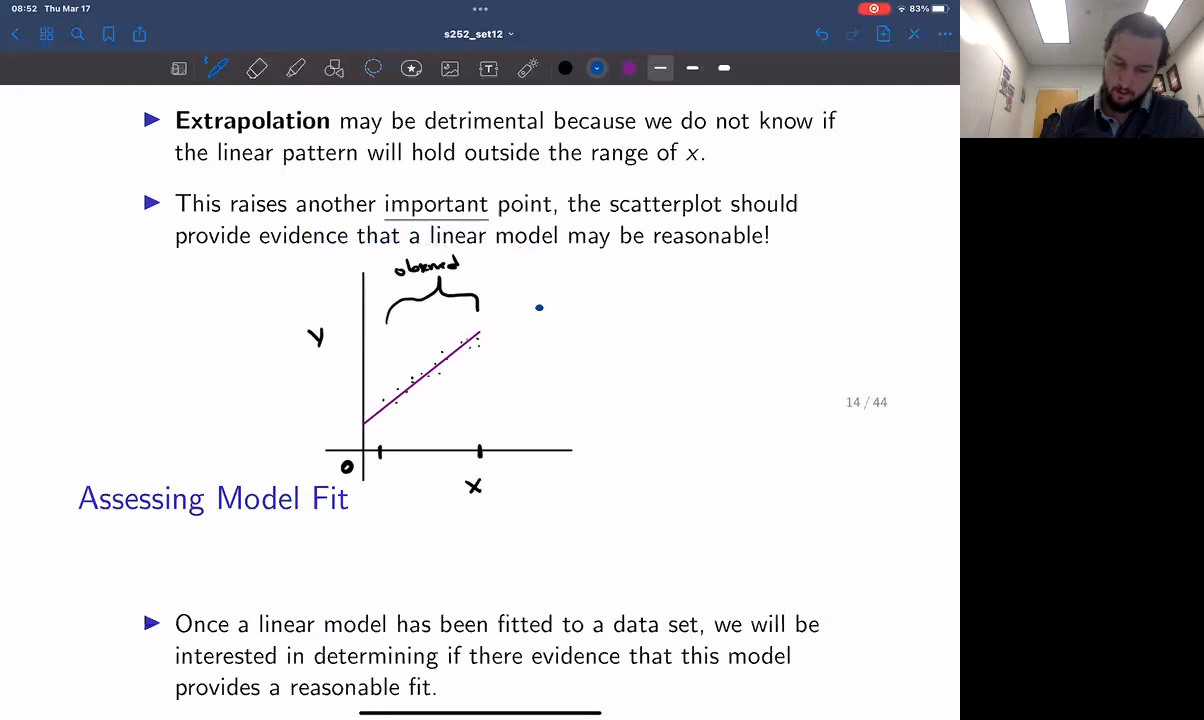 08:52 Thu Mar 17
83%
s252_set12
► Extrapolation may be detrimental because we do not know if
the linear pattern will hold outside the range of x.
► This raises another important point, the scatterplot should
provide evidence that a linear model may be reasonable!
observed
Y
14 / 44
0
X
Assessing Model Fit
► Once a linear model has been fitted to a data set, we will be
interested in determining if there evidence that this model
provides a reasonable fit.